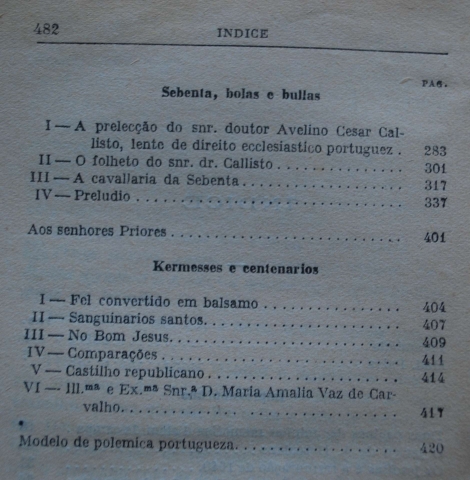 482 INDICE
PAG.
Sebenta, bolas e bullas
I — A prelecção do snr. doutor Avelino Cesar Cal-
listo, lente de direito ecclesiastico portuguez . 283
II — O folheto do snr. dr. Callisto . . . . . . . . . . . . . . 301
III — A cavallaria da Sebenta . . . . . . . . . . . . . . . . . 317
IV — Preludio . . . . . . . . . . . . . . . . . . . . . . . . . . . . 337
Aos senhores Priores . . . . . . . . . . . . . . . . . . . . . . . . 401
Kermesses e centenarios
I — Fel convertido em balsamo . . . . . . . . . . . . . . . 404
II — Sanguinarios santos. . . . . . . . . . . . . . . . . . . . . 407
III — No Bom Jesus. . . . . . . . . . . . . . . . . . . . . . . . . 409
IV — Comparações . . . . . . . . . . . . . . . . . . . . . . . . . 411
V — Castilho republicano . . . . . . . . . . . . . . . . . . . . 414
VI — Ill.ma e Ex.ma Snr.a D. Maria Amalia Vaz de Car-
valho. . . . . . . . . . . . . . . . . . . . . . . . . . . . . . . . 417
Modelo de polemica portugueza. . . . . . . . . . . . . . . . . 420